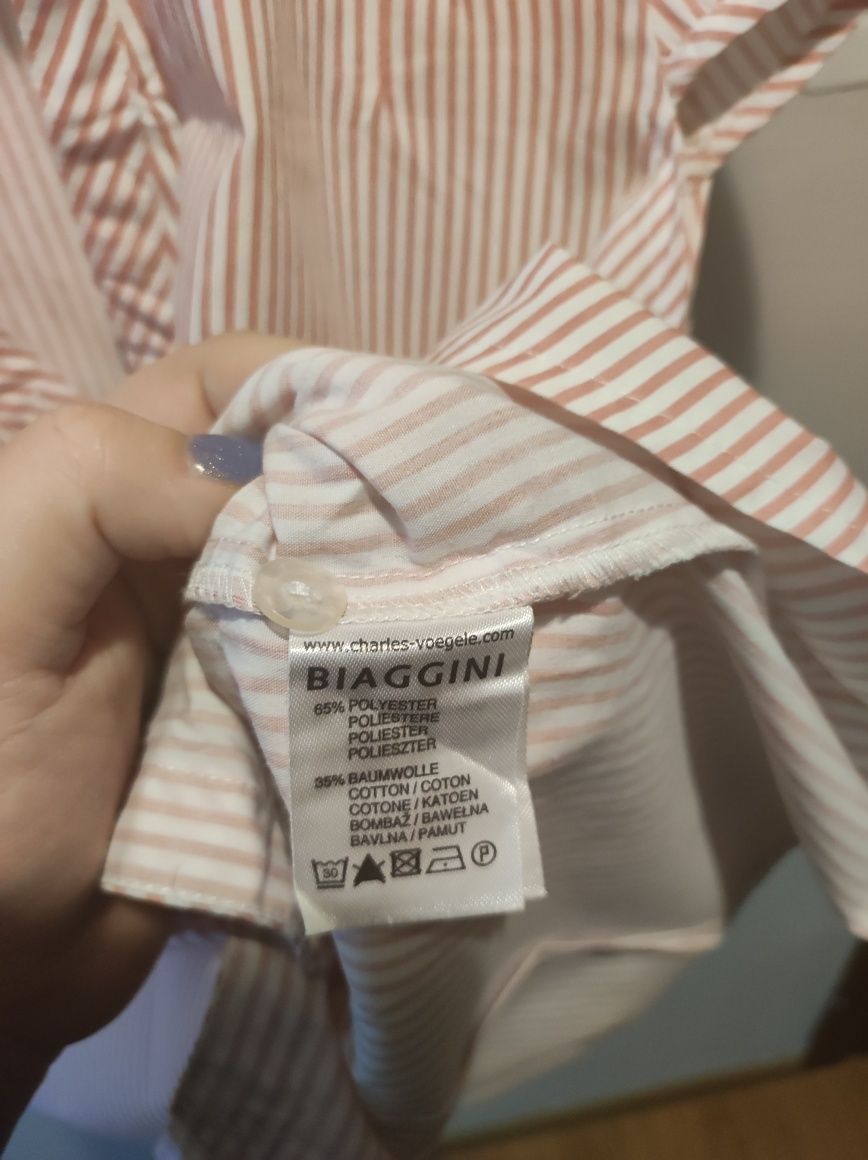 www.charles-voegele.com
BIAGGINI
65% POLYESTER
POLIESTERE
POLIESTER
POLIESZTER
35% BAUMWOLLE
COTTON / COTON
COTONE / KATOEN
BOMBAŽ / BAWEŁNA
BAVLNA / PAMUT
30 P